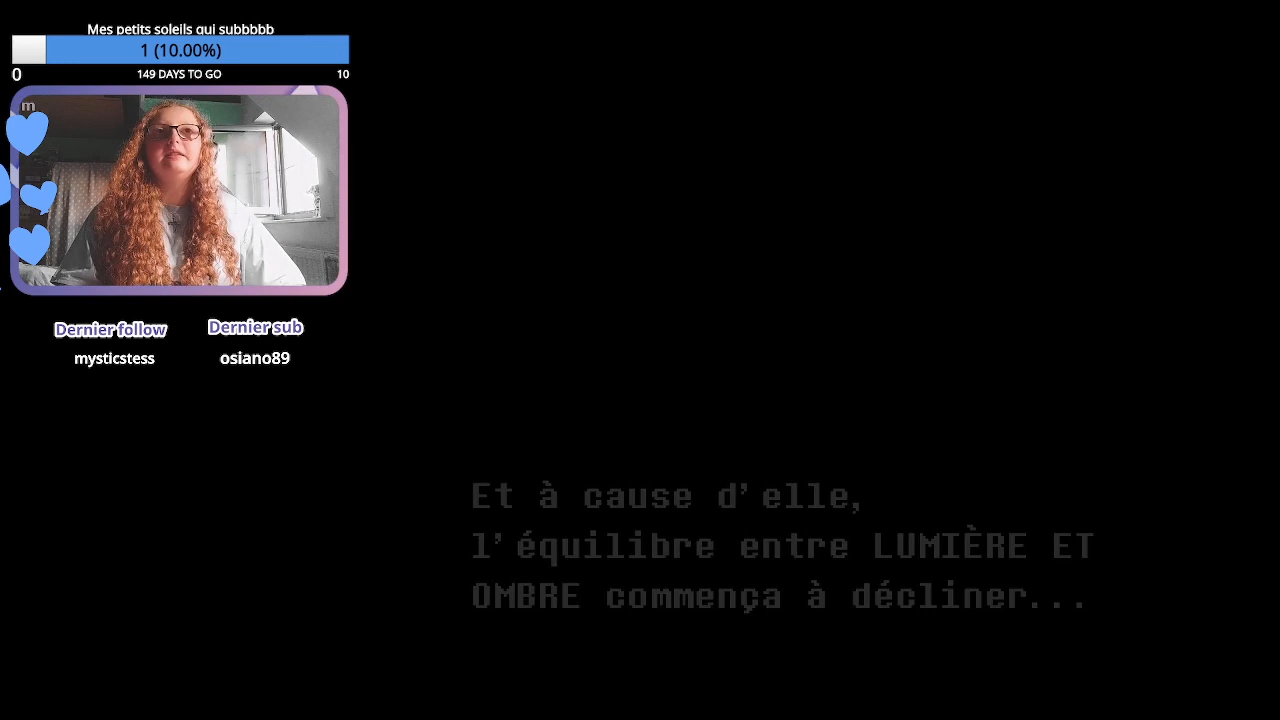 Mes petits soleils qui subbbbb
1 (10.00%)
0
149 DAYS TO GO
10
m
Dernier follow
Dernier sub
mysticstess
osiano89
Et à cause d'elle,
l'équilibre entre LUMIÈRE ET
OMBRE commença à décliner...